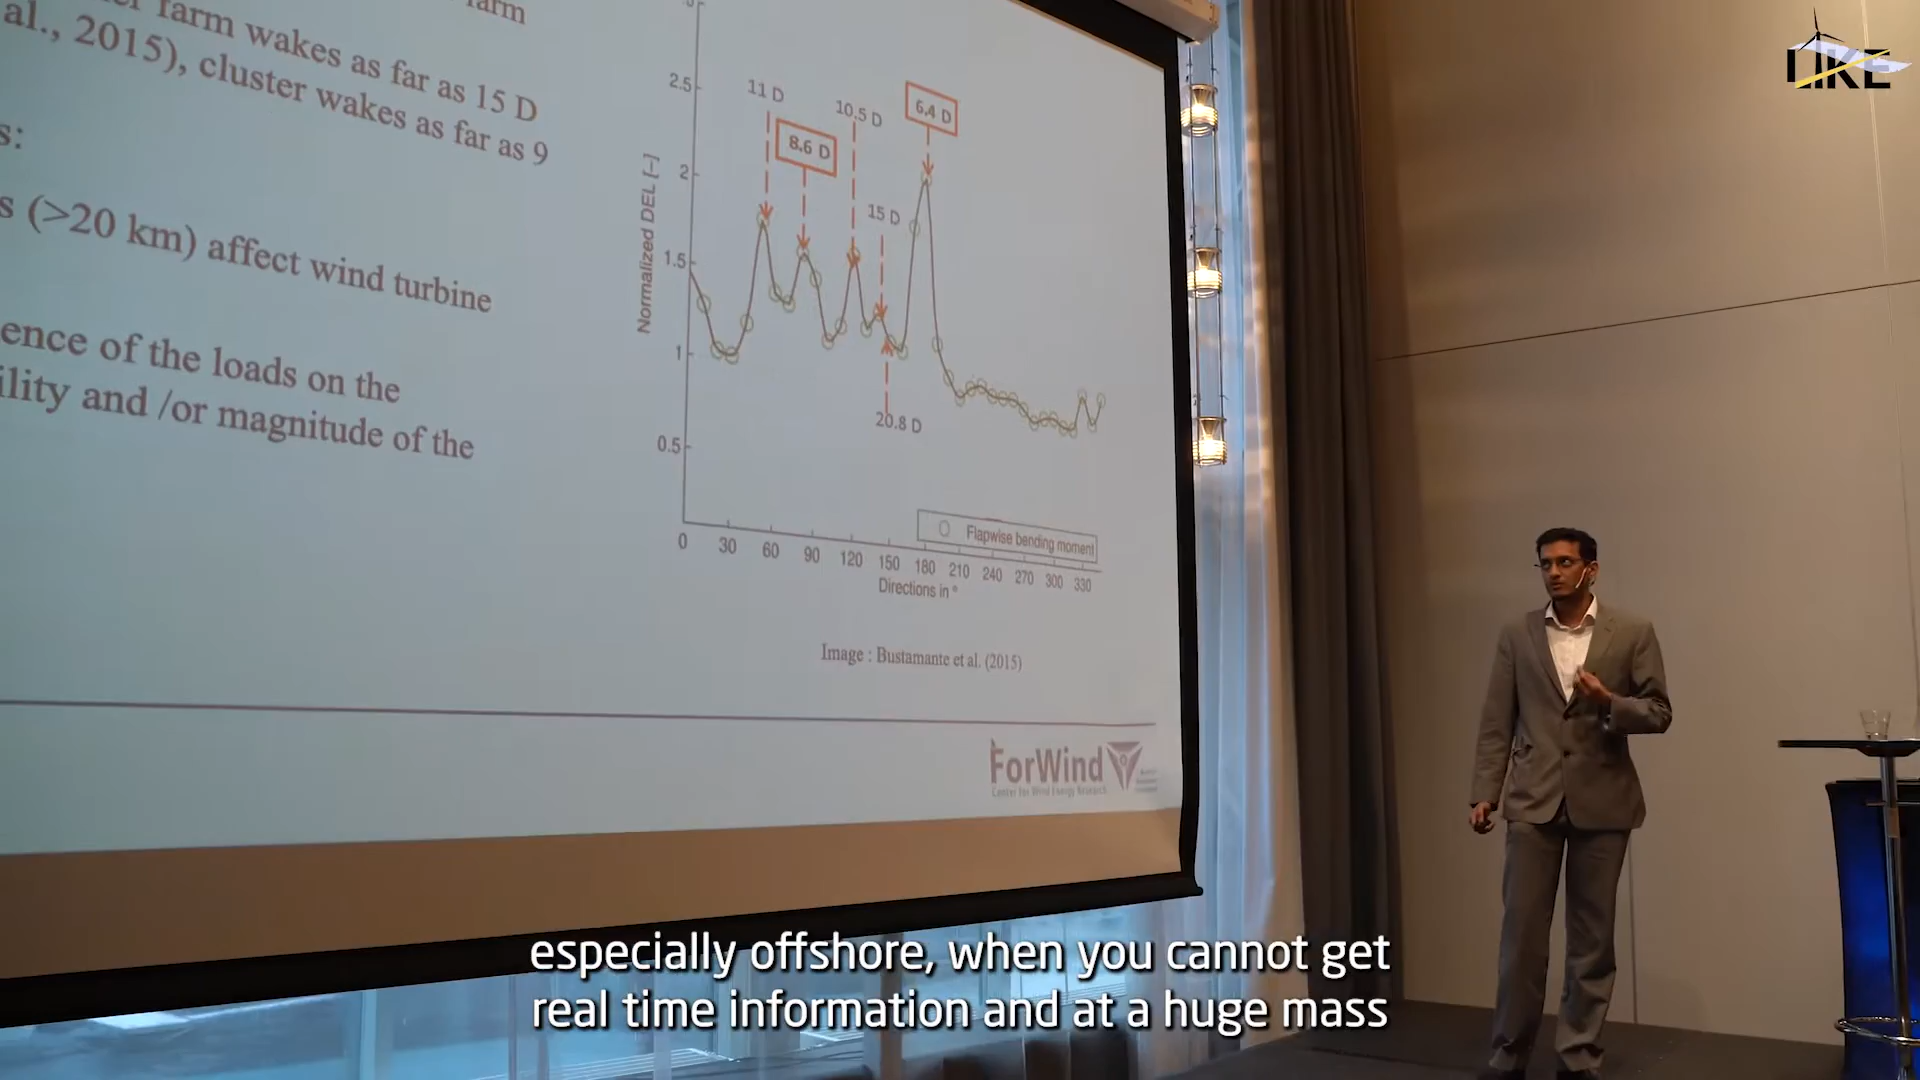 farm
farm wakes as far as 15 D
al., 2015), cluster wakes as far as 9
s:
s (>20 km) affect wind turbine
ence of the loads on the
ility and /or magnitude of the
2.5
2
1.5
1
0.5
Normalized DEL [-]
11 D
8.6 D
10.5 D
15 D
6.4 D
20.8 D
Flapwise bending moment
0 30 60 90 120 150 180 210 240 270 300 330
Directions in °
Image : Bustamante et al. (2015)
ForWind
Center for Wind Energy Research
LIKE
especially offshore, when you cannot get
real time information and at a huge mass